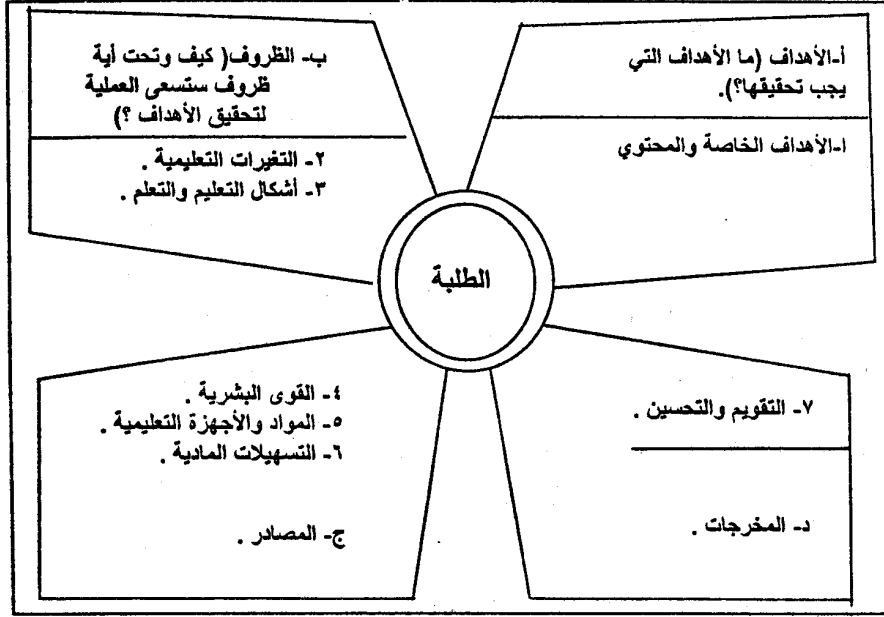 أ-الأهداف (ما الأهداف التي
يجب تحقيقها؟).
ا-الأهداف الخاصة والمحتوي
ب- الظروف( كيف وتحت أية
ظروف ستسعى العملية
لتحقيق الأهداف ؟)
٢- التغيرات التعليمية .
٣- أشكال التعليم والتعلم .
الطلبة
٤- القوى البشرية .
٥- المواد والأجهزة التعليمية .
٦- التسهيلات المادية .
ج- المصادر .
٧- التقويم والتحسين .
د- المخرجات .